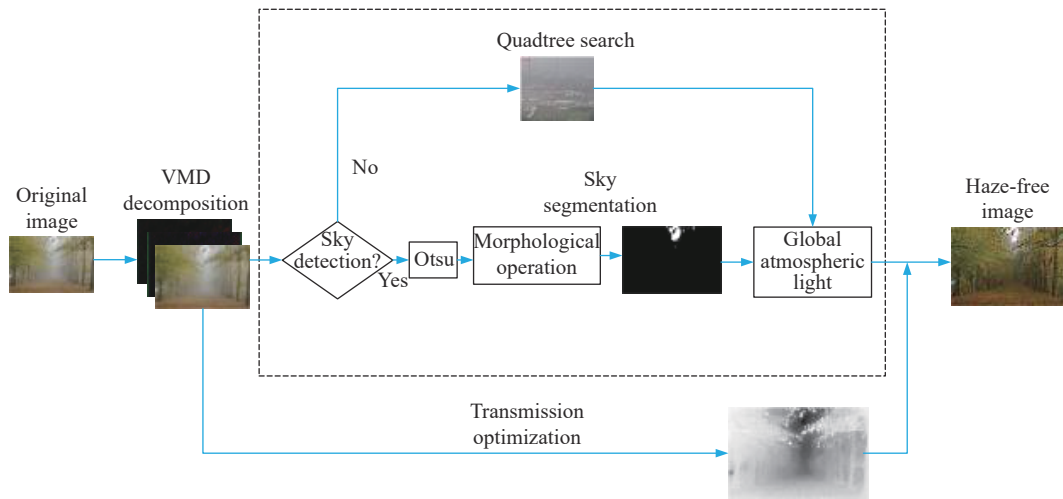 Quadtree search
No
Original
image
VMD
decomposition
Sky
detection?
Yes
Otsu
Morphological
operation
Sky
segmentation
Global
atmospheric
light
Haze-free
image
Transmission
optimization